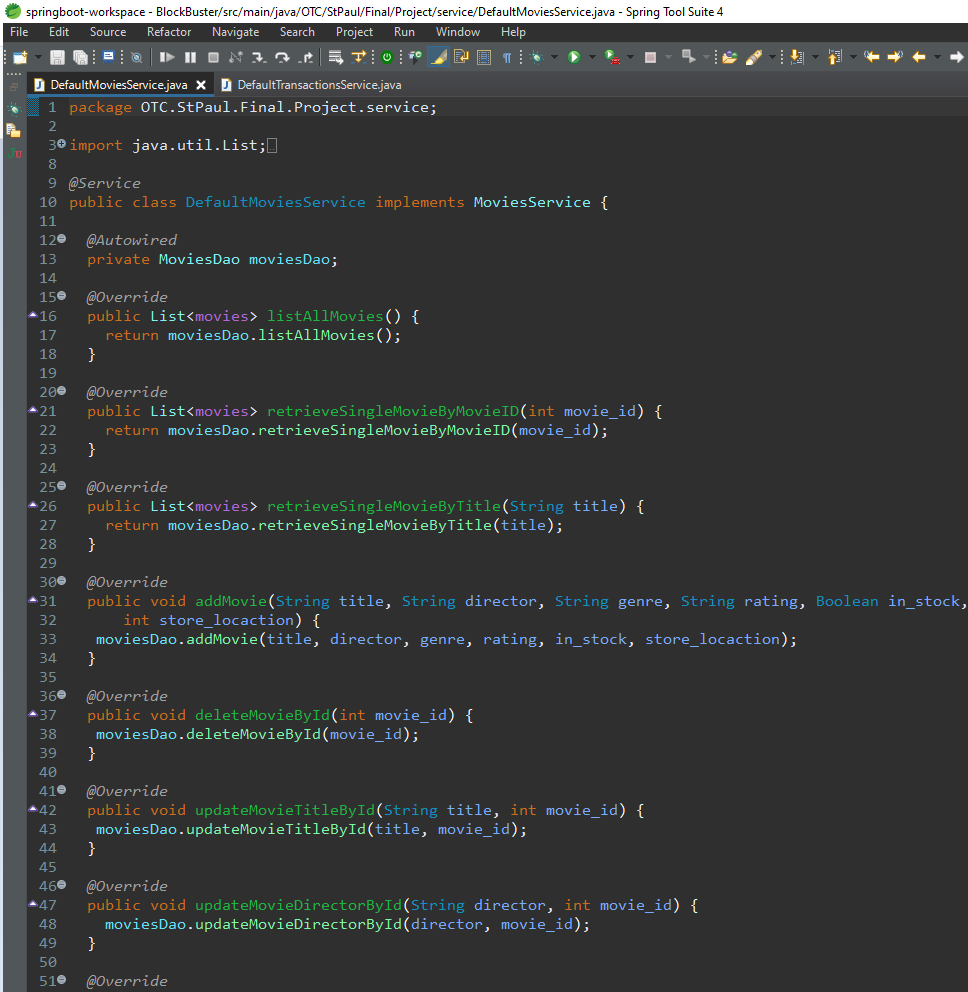 springboot-workspace - BlockBuster/src/main/java/OTC/StPaul/Final/Project/service/DefaultMoviesService.java - Spring Tool Suite 4
File Edit Source Refactor Navigate Search Project Run Window Help
DefaultMoviesService.java DefaultTransactionsService.java
1 package OTC.StPaul.Final.Project.service;
2
3 import java.util.List;
8
9 @Service
10 public class DefaultMoviesService implements MoviesService {
11
12 @Autowired
13 private MoviesDao moviesDao;
14
15 @Override
16 public List<movies> listAllMovies() {
17 return moviesDao.listAllMovies();
18 }
19
20 @Override
21 public List<movies> retrieveSingleMovieByMovieID(int movie_id) {
22 return moviesDao.retrieveSingleMovieByMovieID(movie_id);
23 }
24
25 @Override
26 public List<movies> retrieveSingleMovieByTitle(String title) {
27 return moviesDao.retrieveSingleMovieByTitle(title);
28 }
29
30 @Override
31 public void addMovie(String title, String director, String genre, String rating, Boolean in_stock,
32 int store_locaction) {
33 moviesDao.addMovie(title, director, genre, rating, in_stock, store_locaction);
34 }
35
36 @Override
37 public void deleteMovieById(int movie_id) {
38 moviesDao.deleteMovieById(movie_id);
39 }
40
41 @Override
42 public void updateMovieTitleById(String title, int movie_id) {
43 moviesDao.updateMovieTitleById(title, movie_id);
44 }
45
46 @Override
47 public void updateMovieDirectorById(String director, int movie_id) {
48 moviesDao.updateMovieDirectorById(director, movie_id);
49 }
50
51 @Override